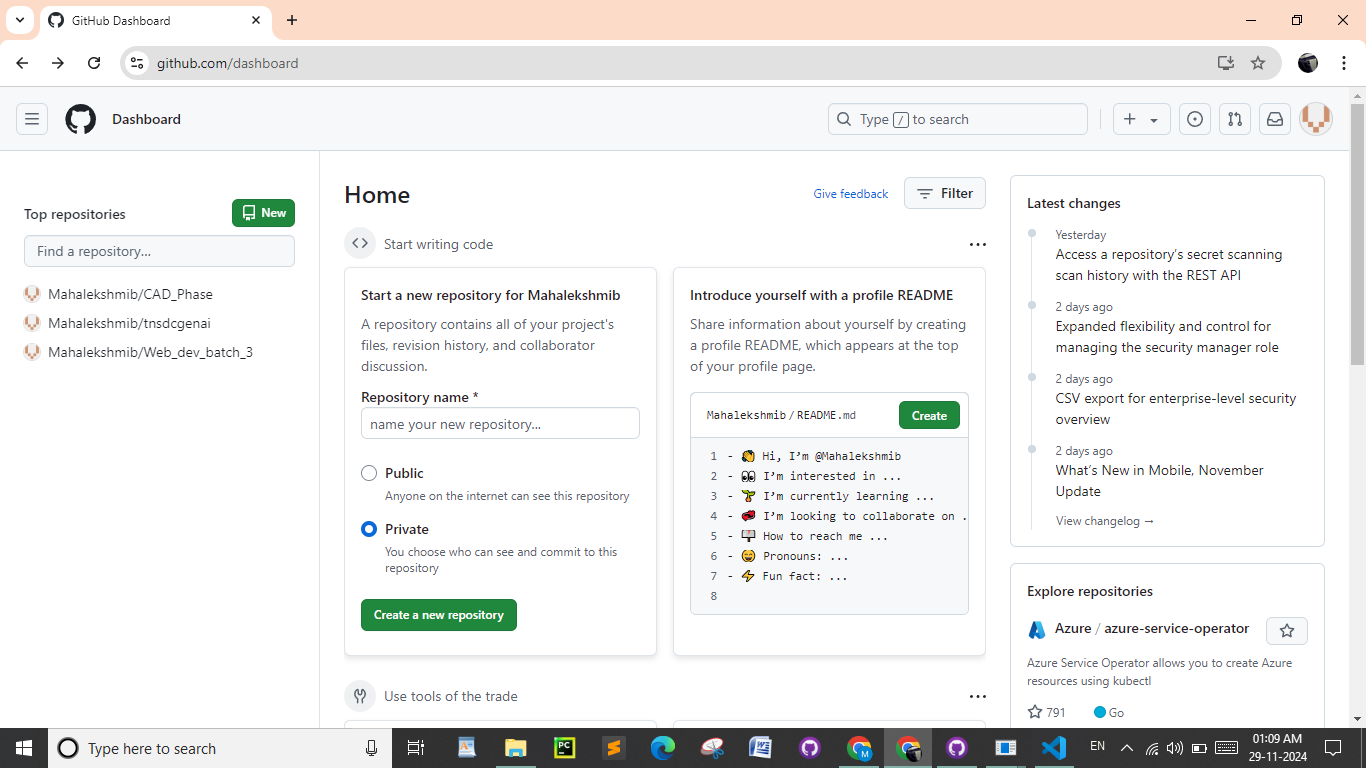 GitHub Dashboard
github.com/dashboard
Dashboard
Type / to search
Top repositories
New
Find a repository...
Mahalekshmib/CAD_Phase
Mahalekshmib/tnsdcgenai
Mahalekshmib/Web_dev_batch_3
Home
Give feedback
Filter
Start writing code
Start a new repository for Mahalekshmib
A repository contains all of your project's
files, revision history, and collaborator
discussion.
Repository name *
name your new repository...
Public
Anyone on the internet can see this repository
Private
You choose who can see and commit to this
repository
Create a new repository
Introduce yourself with a profile README
Share information about yourself by creating
a profile README, which appears at the top
of your profile page.
Mahalekshmib / README.md
Create
1 - 👋 Hi, I’m @Mahalekshmib
2 - 👀 I’m interested in ...
3 - 🌱 I’m currently learning ...
4 - 💞️ I’m looking to collaborate on .
5 - 📫 How to reach me ...
6 - 😄 Pronouns: ...
7 - ⚡ Fun fact: ...
8
Use tools of the trade
Latest changes
Yesterday
Access a repository’s secret scanning
scan history with the REST API
2 days ago
Expanded flexibility and control for
managing the security manager role
2 days ago
CSV export for enterprise-level security
overview
2 days ago
What’s New in Mobile, November
Update
View changelog →
Explore repositories
Azure / azure-service-operator
Azure Service Operator allows you to create Azure
resources using kubectl
791
Go
Type here to search
PC
W
M
EN
01:09 AM
29-11-2024